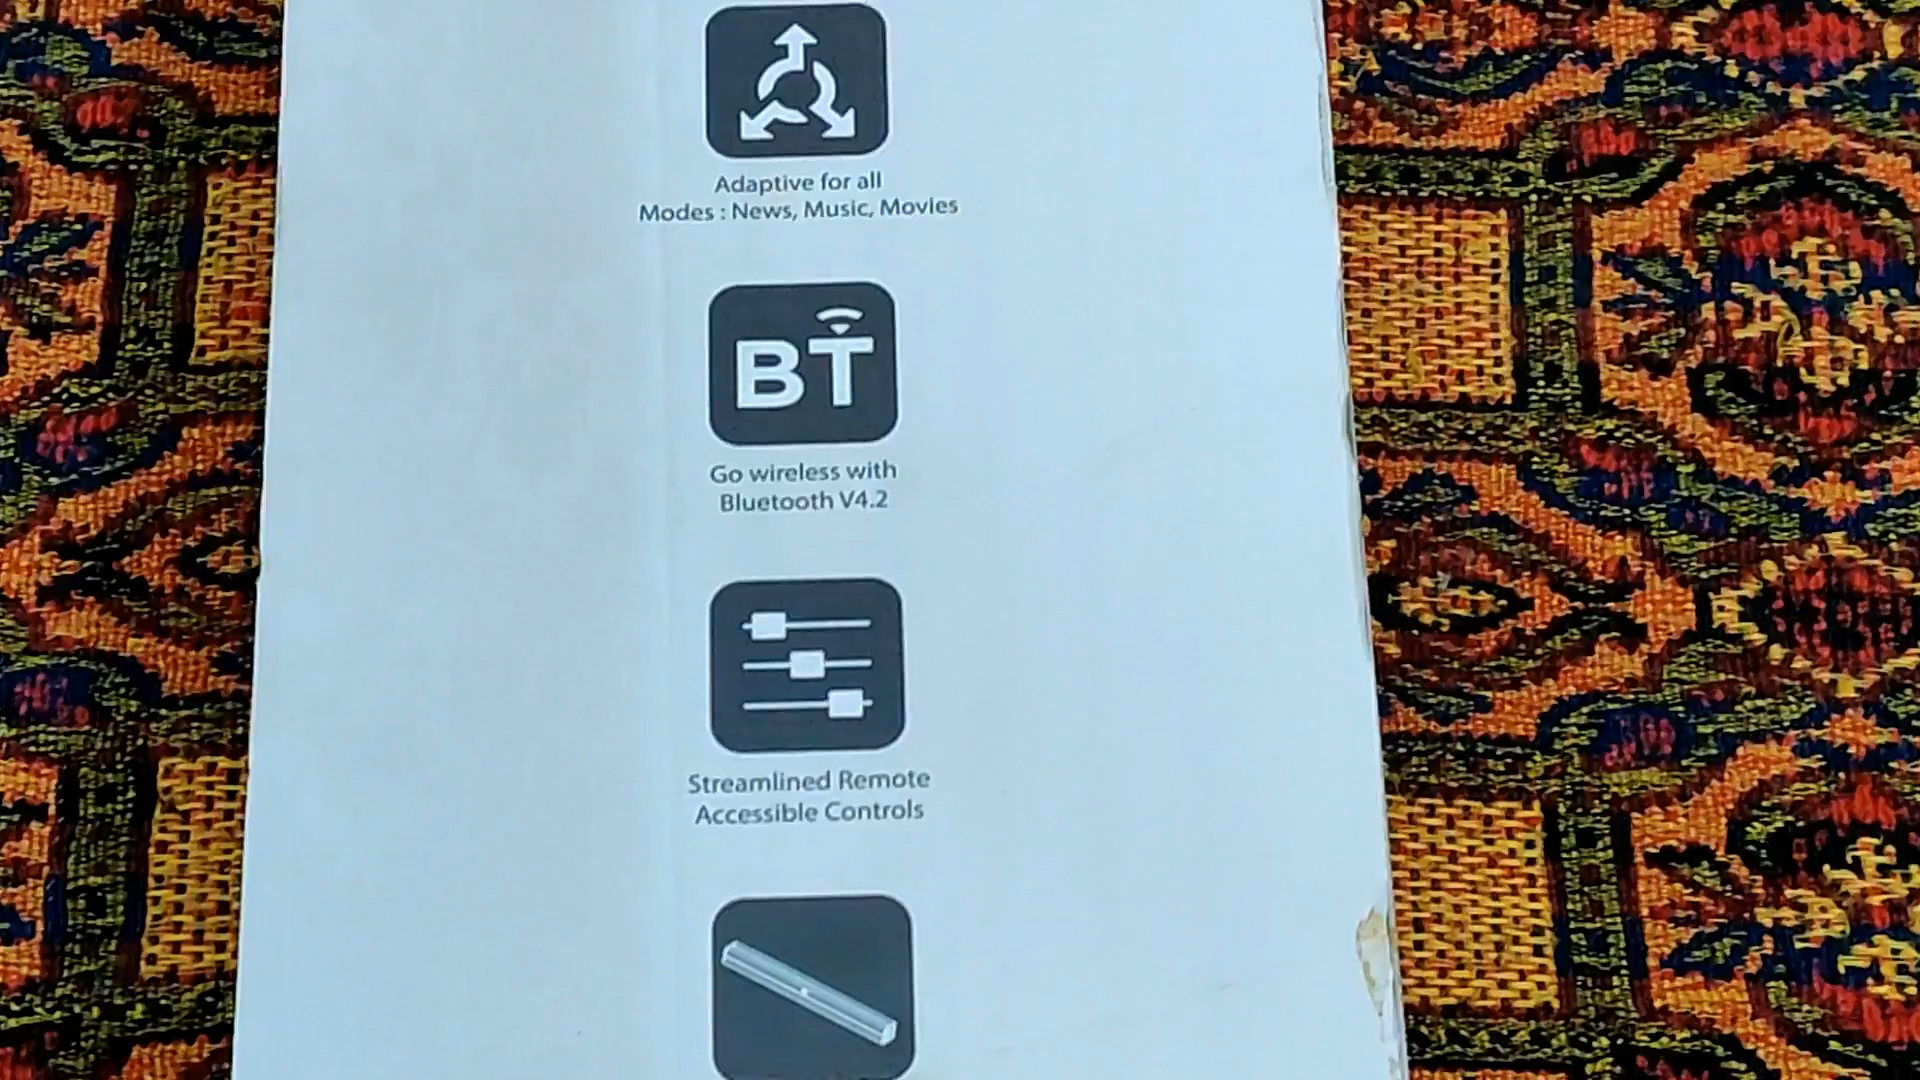 Adaptive for all
Modes : News, Music, Movies
BT
Go wireless with
Bluetooth V4.2
Streamlined Remote
Accessible Controls